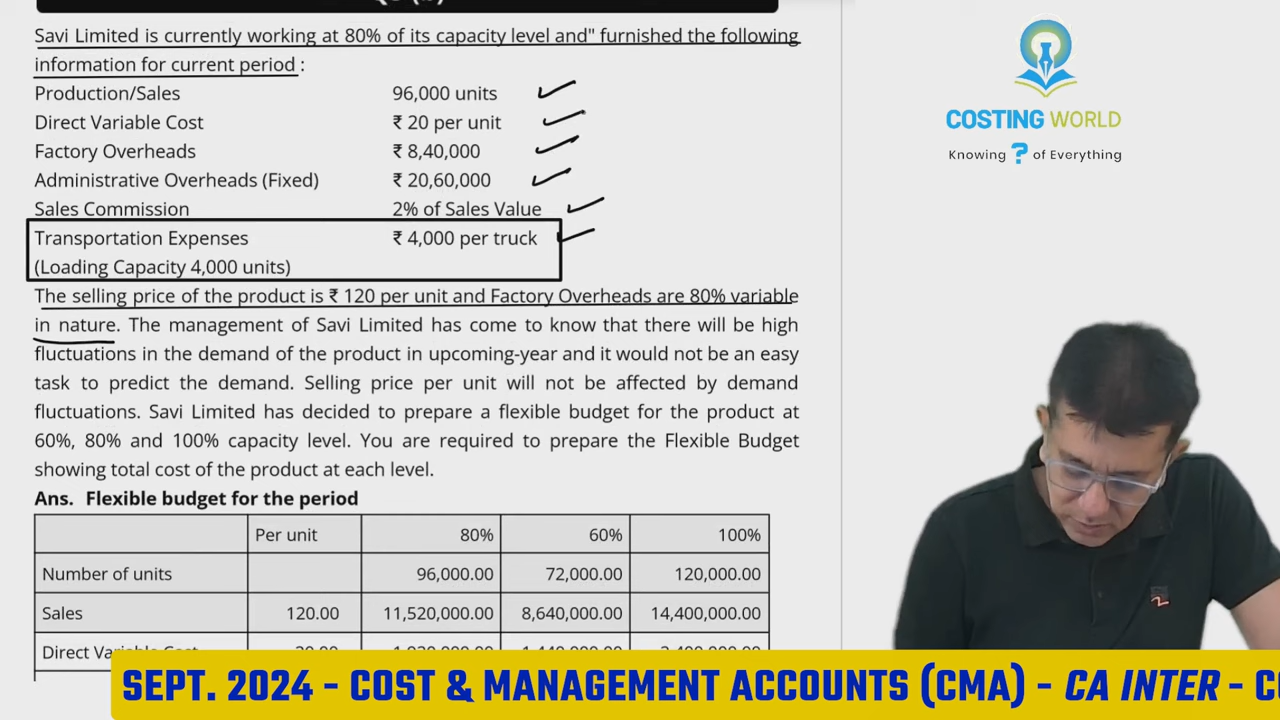 Savi Limited is currently working at 80% of its capacity level and" furnished the following
information for current period :
Production/Sales 96,000 units
Direct Variable Cost ₹ 20 per unit
Factory Overheads ₹ 8,40,000
Administrative Overheads (Fixed) ₹ 20,60,000
Sales Commission 2% of Sales Value
Transportation Expenses ₹ 4,000 per truck
(Loading Capacity 4,000 units)
The selling price of the product is ₹ 120 per unit and Factory Overheads are 80% variable
in nature. The management of Savi Limited has come to know that there will be high
fluctuations in the demand of the product in upcoming-year and it would not be an easy
task to predict the demand. Selling price per unit will not be affected by demand
fluctuations. Savi Limited has decided to prepare a flexible budget for the product at
60%, 80% and 100% capacity level. You are required to prepare the Flexible Budget
showing total cost of the product at each level.
Ans. Flexible budget for the period
Per unit 80% 60% 100%
Number of units 96,000.00 72,000.00 120,000.00
Sales 120.00 11,520,000.00 8,640,000.00 14,400,000.00
Direct
COSTING WORLD
Knowing ? of Everything
SEPT. 2024 - COST & MANAGEMENT ACCOUNTS (CMA) - CA INTER -